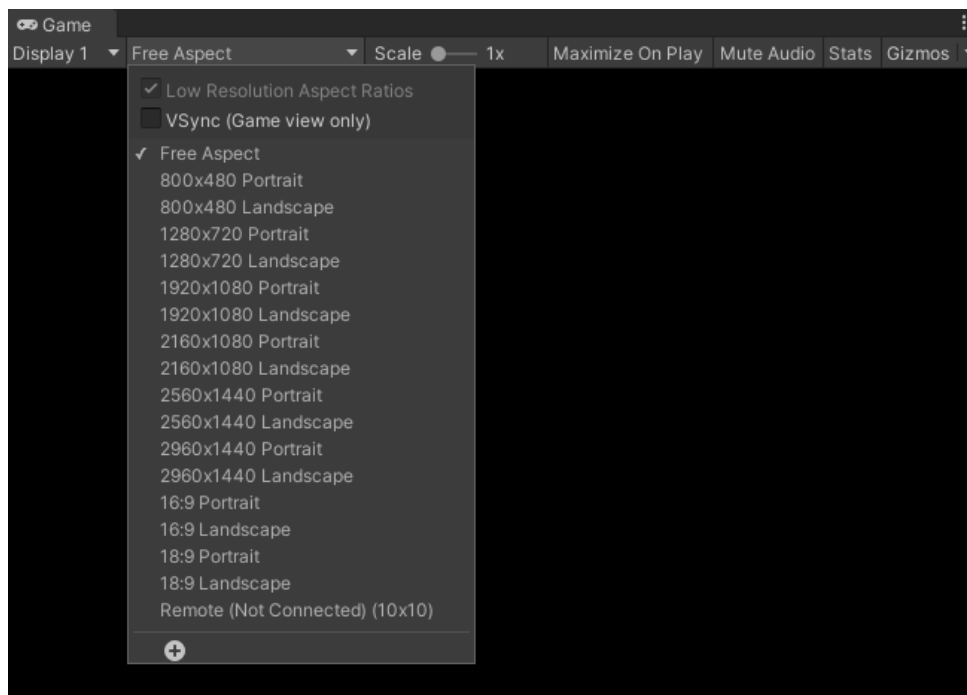 Game
Display 1 Free Aspect Scale 1x Maximize On Play Mute Audio Stats Gizmos
Low Resolution Aspect Ratios
VSync (Game view only)
Free Aspect
800x480 Portrait
800x480 Landscape
1280x720 Portrait
1280x720 Landscape
1920x1080 Portrait
1920x1080 Landscape
2160x1080 Portrait
2160x1080 Landscape
2560x1440 Portrait
2560x1440 Landscape
2960x1440 Portrait
2960x1440 Landscape
16:9 Portrait
16:9 Landscape
18:9 Portrait
18:9 Landscape
Remote (Not Connected) (10x10)